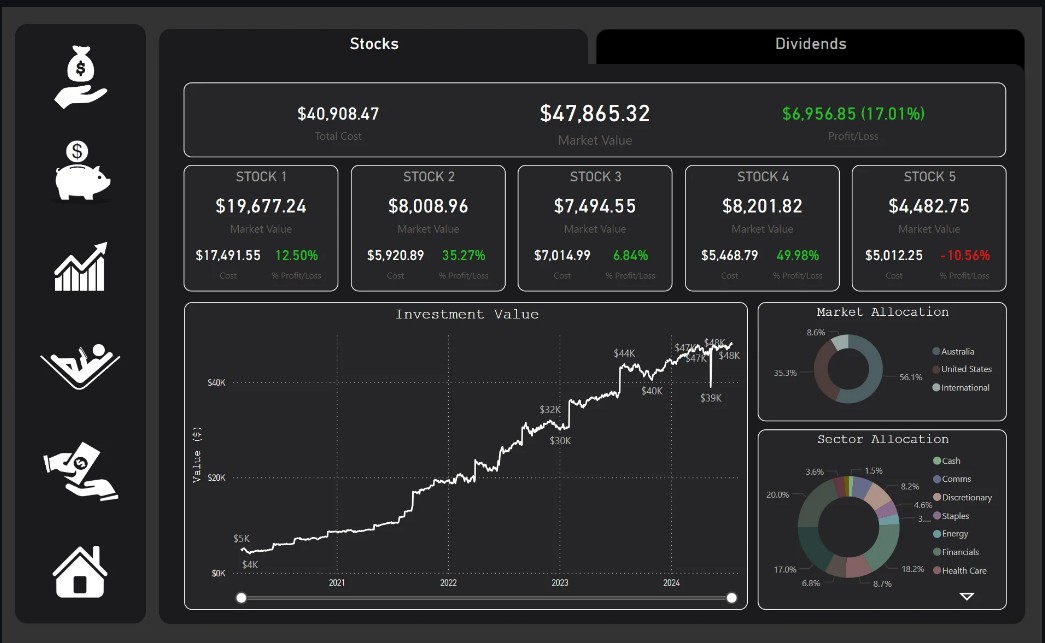 Stocks
Dividends
$40,908.47
Total Cost
$47,865.32
Market Value
$6,956.85 (17.01%)
Profit/Loss
STOCK 1
$19,677.24
Market Value
$17,491.55 12.50%
Cost % Profit/Loss
STOCK 2
$8,008.96
Market Value
$5,920.89 35.27%
Cost % Profit/Loss
STOCK 3
$7,494.55
Market Value
$7,014.99 6.84%
Cost % Profit/Loss
STOCK 4
$8,201.82
Market Value
$5,468.79 49.98%
Cost % Profit/Loss
STOCK 5
$4,482.75
Market Value
$5,012.25 -10.56%
Cost % Profit/Loss
Investment Value
Value ($)
$40K
$20K
$0K
$5K
$4K
$32K
$30K
$44K
$40K
$47K
$47K
$48K
$48K
$39K
2021 2022 2023 2024
Market Allocation
8.6%
35.3%
56.1%
Australia
United States
International
Sector Allocation
3.6%
1.5%
20.0%
8.2%
4.6%
3...
17.0%
6.8%
8.7%
18.2%
Cash
Comms
Discretionary
Staples
Energy
Financials
Health Care
$
$
$